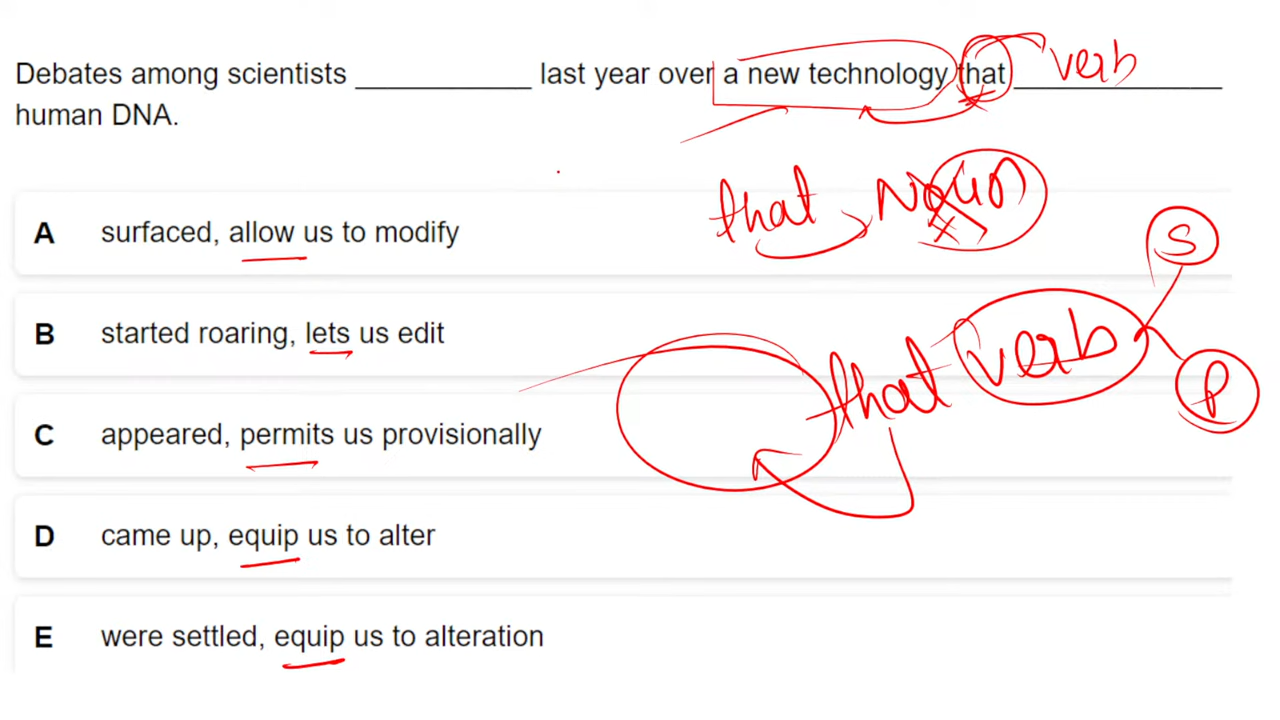 Debates among scientists ____________ last year over a new technology that ______________ verb
human DNA.
that Noun
A surfaced, allow us to modify
S
B started roaring, lets us edit
that verb
P
C appeared, permits us provisionally
D came up, equip us to alter
E were settled, equip us to alteration